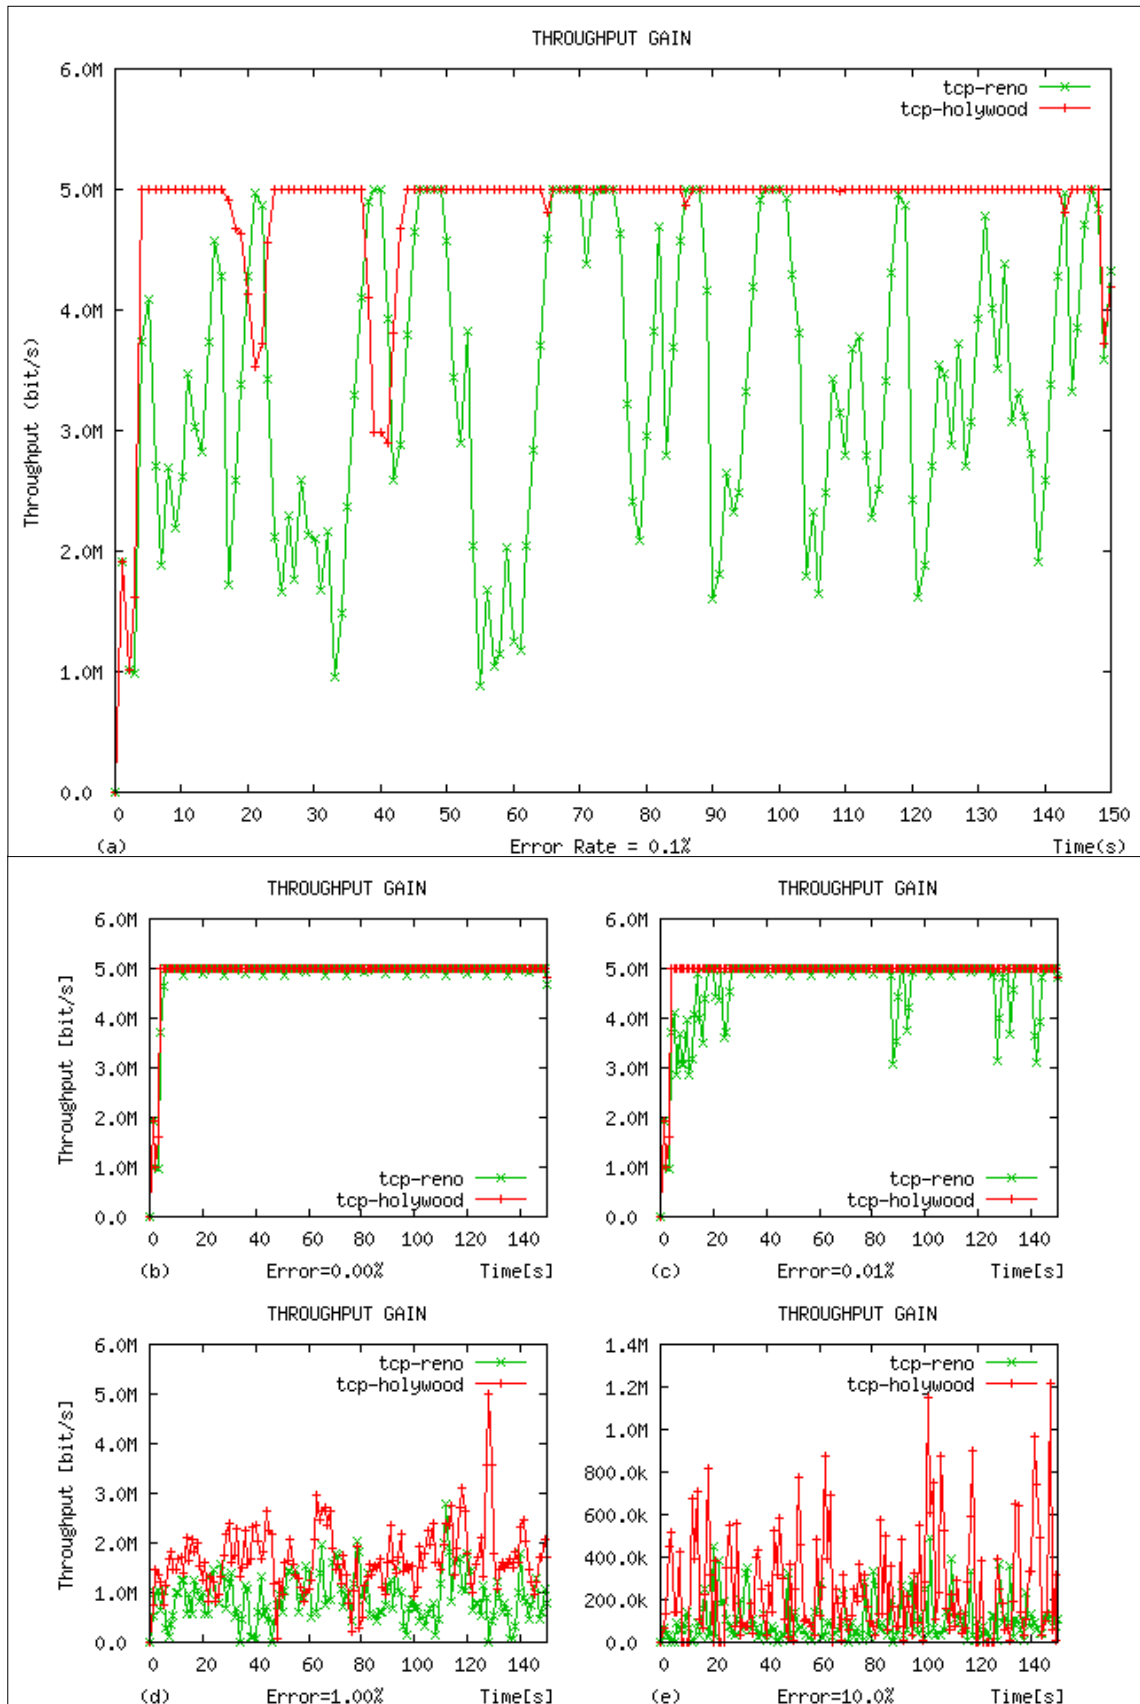 THROUGHPUT GAIN
6.0M
tcp-reno
tcp-holywood
5.0M
4.0M
3.0M
2.0M
1.0M
0.0
Throughput (bit/s)
0 10 20 30 40 50 60 70 80 90 100 110 120 130 140 150
(a) Error Rate = 0.1% Time(s)
THROUGHPUT GAIN
6.0M
5.0M
4.0M
3.0M
2.0M
1.0M
0.0
Throughput [bit/s]
tcp-reno
tcp-holywood
0 20 40 60 80 100 120 140
(b) Error=0.00% Time[s]
THROUGHPUT GAIN
6.0M
5.0M
4.0M
3.0M
2.0M
1.0M
0.0
tcp-reno
tcp-holywood
0 20 40 60 80 100 120 140
(c) Error=0.01% Time[s]
THROUGHPUT GAIN
6.0M
tcp-reno
tcp-holywood
5.0M
4.0M
3.0M
2.0M
1.0M
0.0
Throughput [bit/s]
0 20 40 60 80 100 120 140
(d) Error=1.00% Time[s]
THROUGHPUT GAIN
1.4M
tcp-reno
tcp-holywood
1.2M
1.0M
800.0k
600.0k
400.0k
200.0k
0.0
0 20 40 60 80 100 120 140
(e) Error=10.0% Time[s]